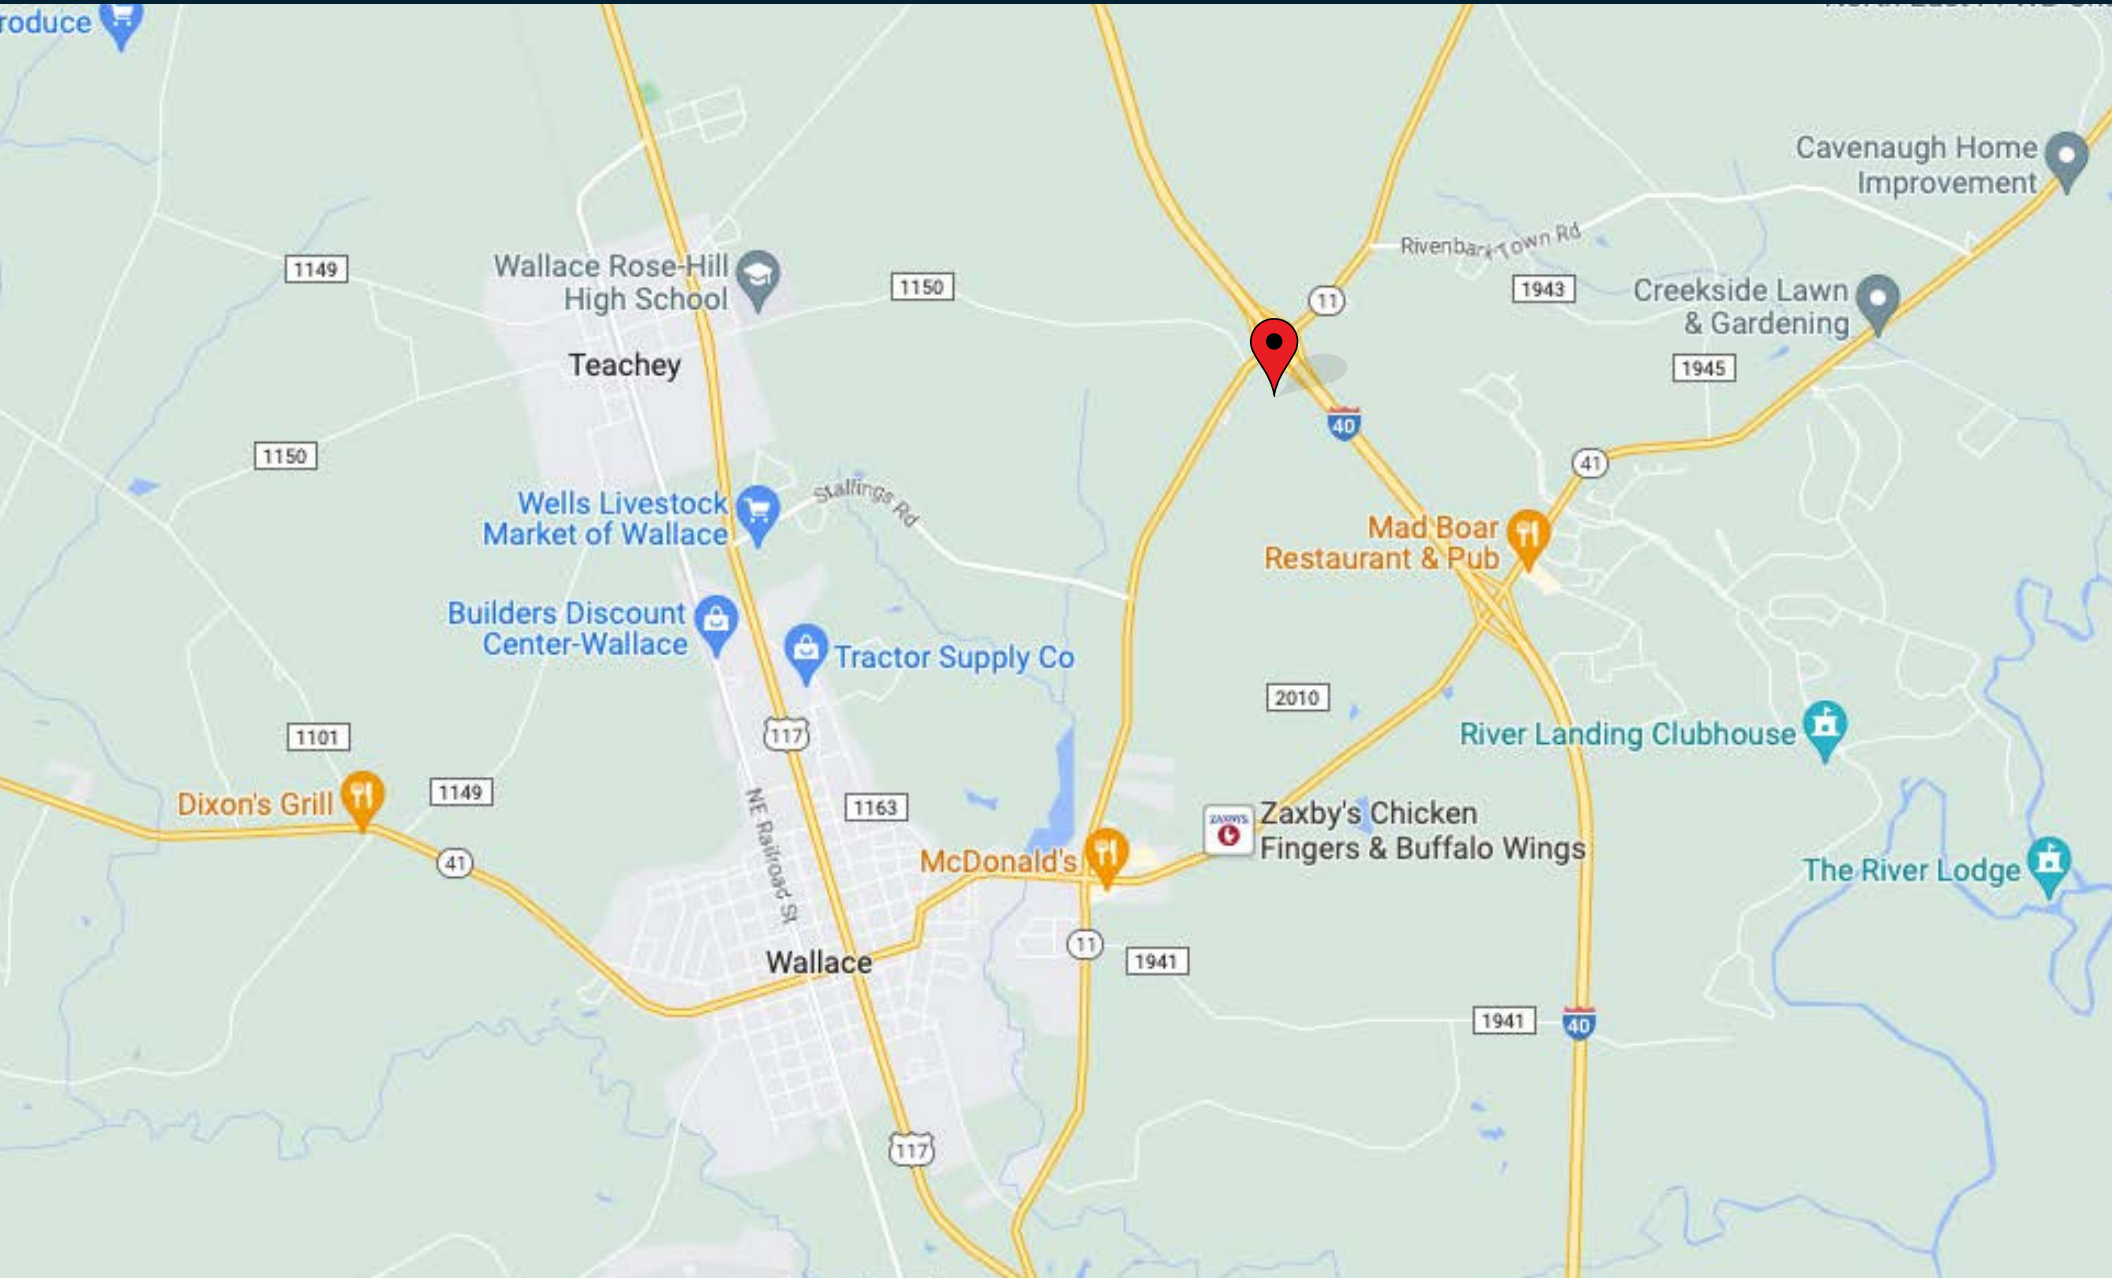 roduce
Cavenaugh Home
Improvement
Rivenbark Town Rd
Wallace Rose-Hill
High School
1149
1150
11
1943
Creekside Lawn
& Gardening
Teachey
1945
40
1150
41
Wells Livestock
Market of Wallace
Stallings Rd
Mad Boar
Restaurant & Pub
Builders Discount
Center-Wallace
Tractor Supply Co
2010
117
River Landing Clubhouse
1101
Dixon's Grill
1149
NE Railroad St
1163
ZAXBY'S
Zaxby's Chicken
Fingers & Buffalo Wings
41
McDonald's
The River Lodge
11
1941
Wallace
1941
40
117